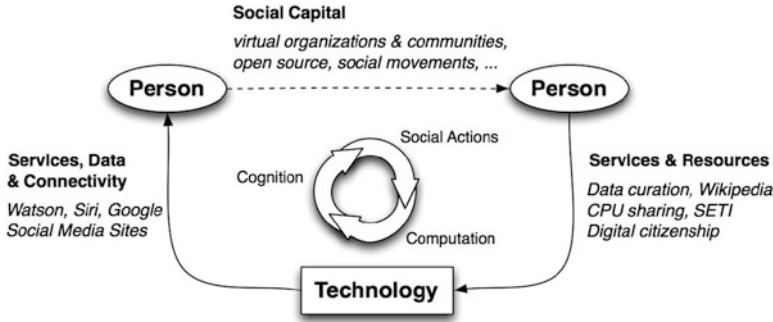 Social Capital
virtual organizations & communities,
open source, social movements, ...
Person
Person
Social Actions
Services, Data
& Connectivity
Watson, Siri, Google
Social Media Sites
Cognition
Services & Resources
Data curation, Wikipedia
CPU sharing, SETI
Digital citizenship
Computation
Technology